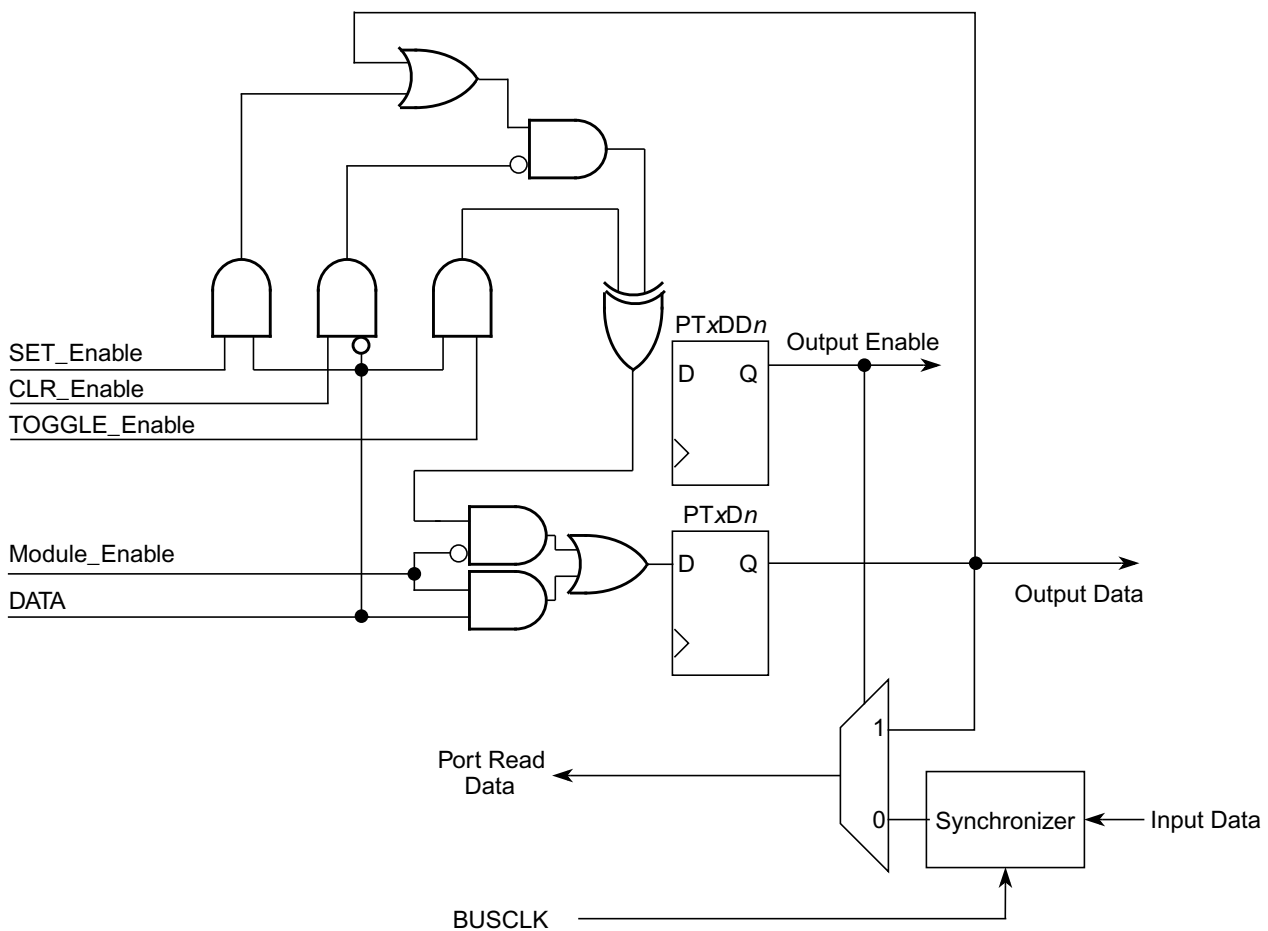 SET_Enable
CLR_Enable
TOGGLE_Enable
PTxDDn
D Q
Output Enable
Module_Enable
DATA
PTxDn
D Q
Output Data
1
Port Read
Data
0
Synchronizer
Input Data
BUSCLK